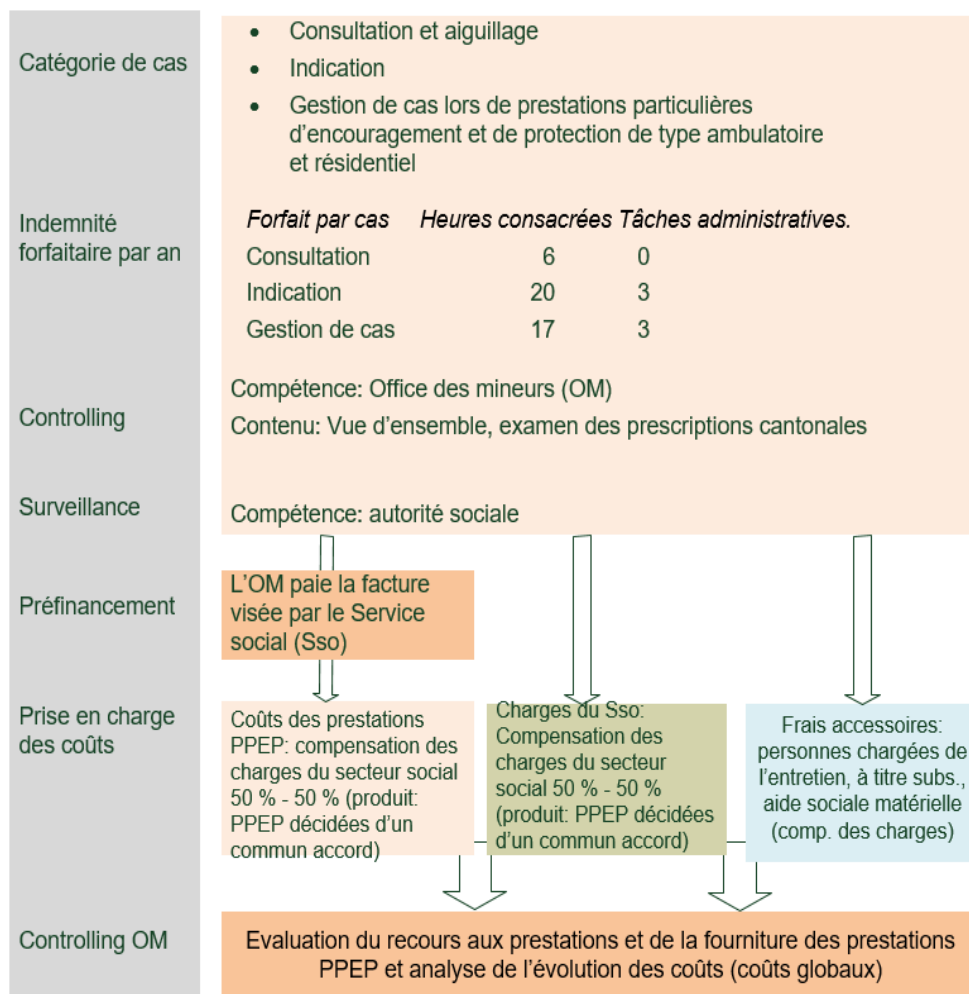 Catégorie de cas
• Consultation et aiguillage
• Indication
• Gestion de cas lors de prestations particulières
d'encouragement et de protection de type ambulatoire
et résidentiel
Indemnité
forfaitaire par an
Forfait par cas Heures consacrées Tâches administratives.
Consultation 6 0
Indication 20 3
Gestion de cas 17 3
Controlling
Compétence: Office des mineurs (OM)
Contenu: Vue d'ensemble, examen des prescriptions cantonales
Surveillance
Compétence: autorité sociale
Préfinancement
L'OM paie la facture
visée par le Service
social (Sso)
Prise en charge
des coûts
Coûts des prestations
PPEP: compensation des
charges du secteur social
50 % - 50 % (produit:
PPEP décidées d'un
commun accord)
Charges du Sso:
Compensation des
charges du secteur
social 50 % - 50 %
(produit: PPEP décidées
d'un commun accord)
Frais accessoires:
personnes chargées de
l'entretien, à titre subs.,
aide sociale matérielle
(comp. des charges)
Controlling OM
Evaluation du recours aux prestations et de la fourniture des prestations
PPEP et analyse de l'évolution des coûts (coûts globaux)